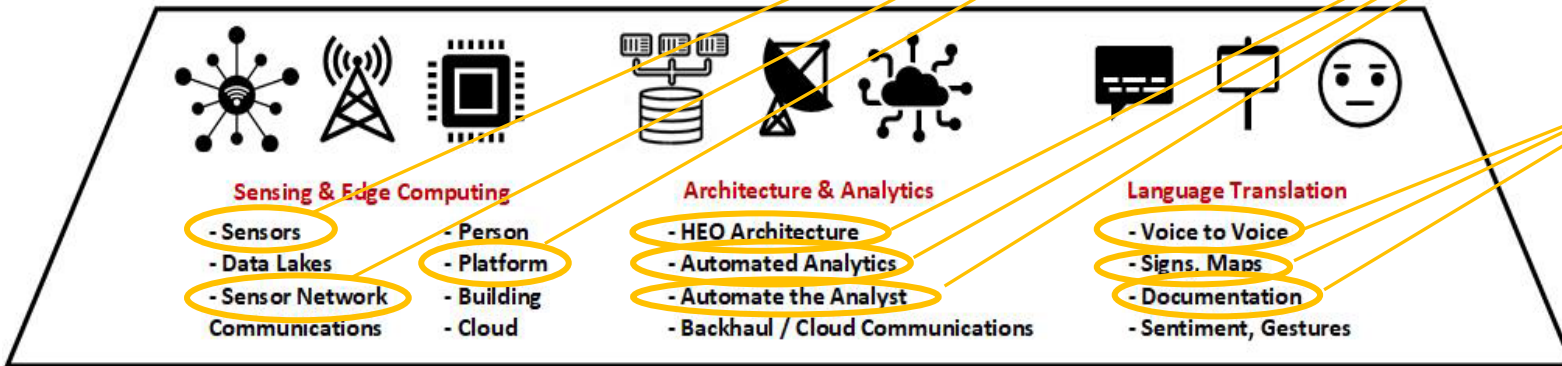 Sensing & Edge Computing
- Sensors
- Data Lakes
- Sensor Network
Communications
- Person
- Platform
- Building
- Cloud
Architecture & Analytics
- HEO Architecture
- Automated Analytics
- Automate the Analyst
- Backhaul / Cloud Communications
Language Translation
- Voice to Voice
- Signs, Maps
- Documentation
- Sentiment, Gestures